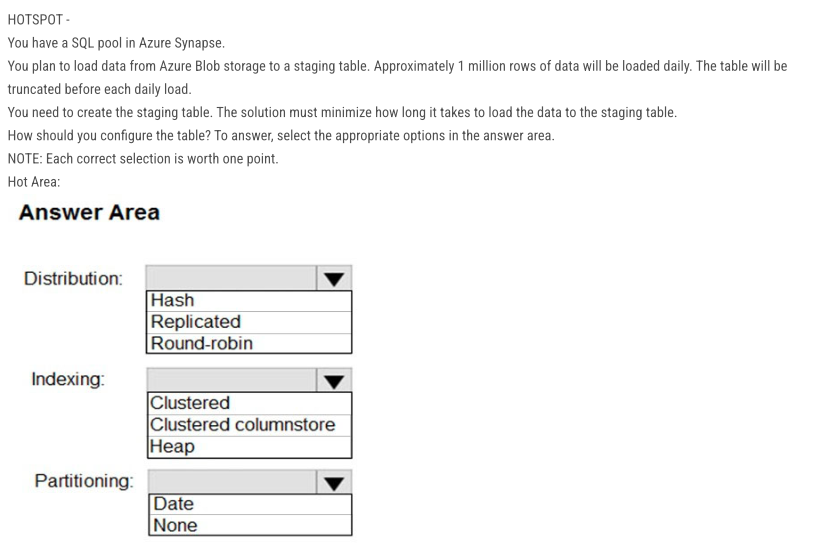 HOTSPOT -
You have a SQL pool in Azure Synapse.
You plan to load data from Azure Blob storage to a staging table. Approximately 1 million rows of data will be loaded daily. The table will be
truncated before each daily load.
You need to create the staging table. The solution must minimize how long it takes to load the data to the staging table.
How should you configure the table? To answer, select the appropriate options in the answer area.
NOTE: Each correct selection is worth one point.
Hot Area:
Answer Area
Distribution:
Hash
Replicated
Round-robin
Indexing:
Clustered
Clustered columnstore
Heap
Partitioning:
Date
None